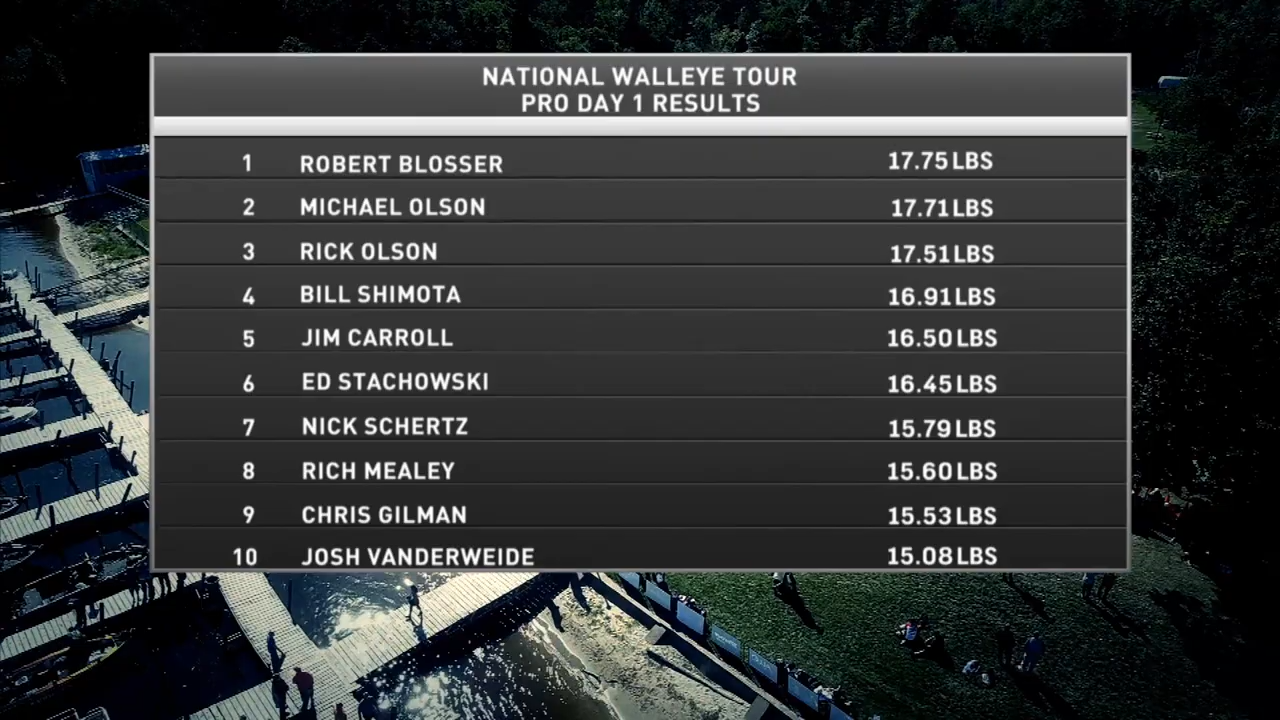 NATIONAL WALLEYE TOUR
PRO DAY 1 RESULTS
1 ROBERT BLOSSER 17.75 LBS
2 MICHAEL OLSON 17.71 LBS
3 RICK OLSON 17.51 LBS
4 BILL SHIMOTA 16.91 LBS
5 JIM CARROLL 16.50 LBS
6 ED STACHOWSKI 16.45 LBS
7 NICK SCHERTZ 15.79 LBS
8 RICH MEALEY 15.60 LBS
9 CHRIS GILMAN 15.53 LBS
10 JOSH VANDERWEIDE 15.08 LBS